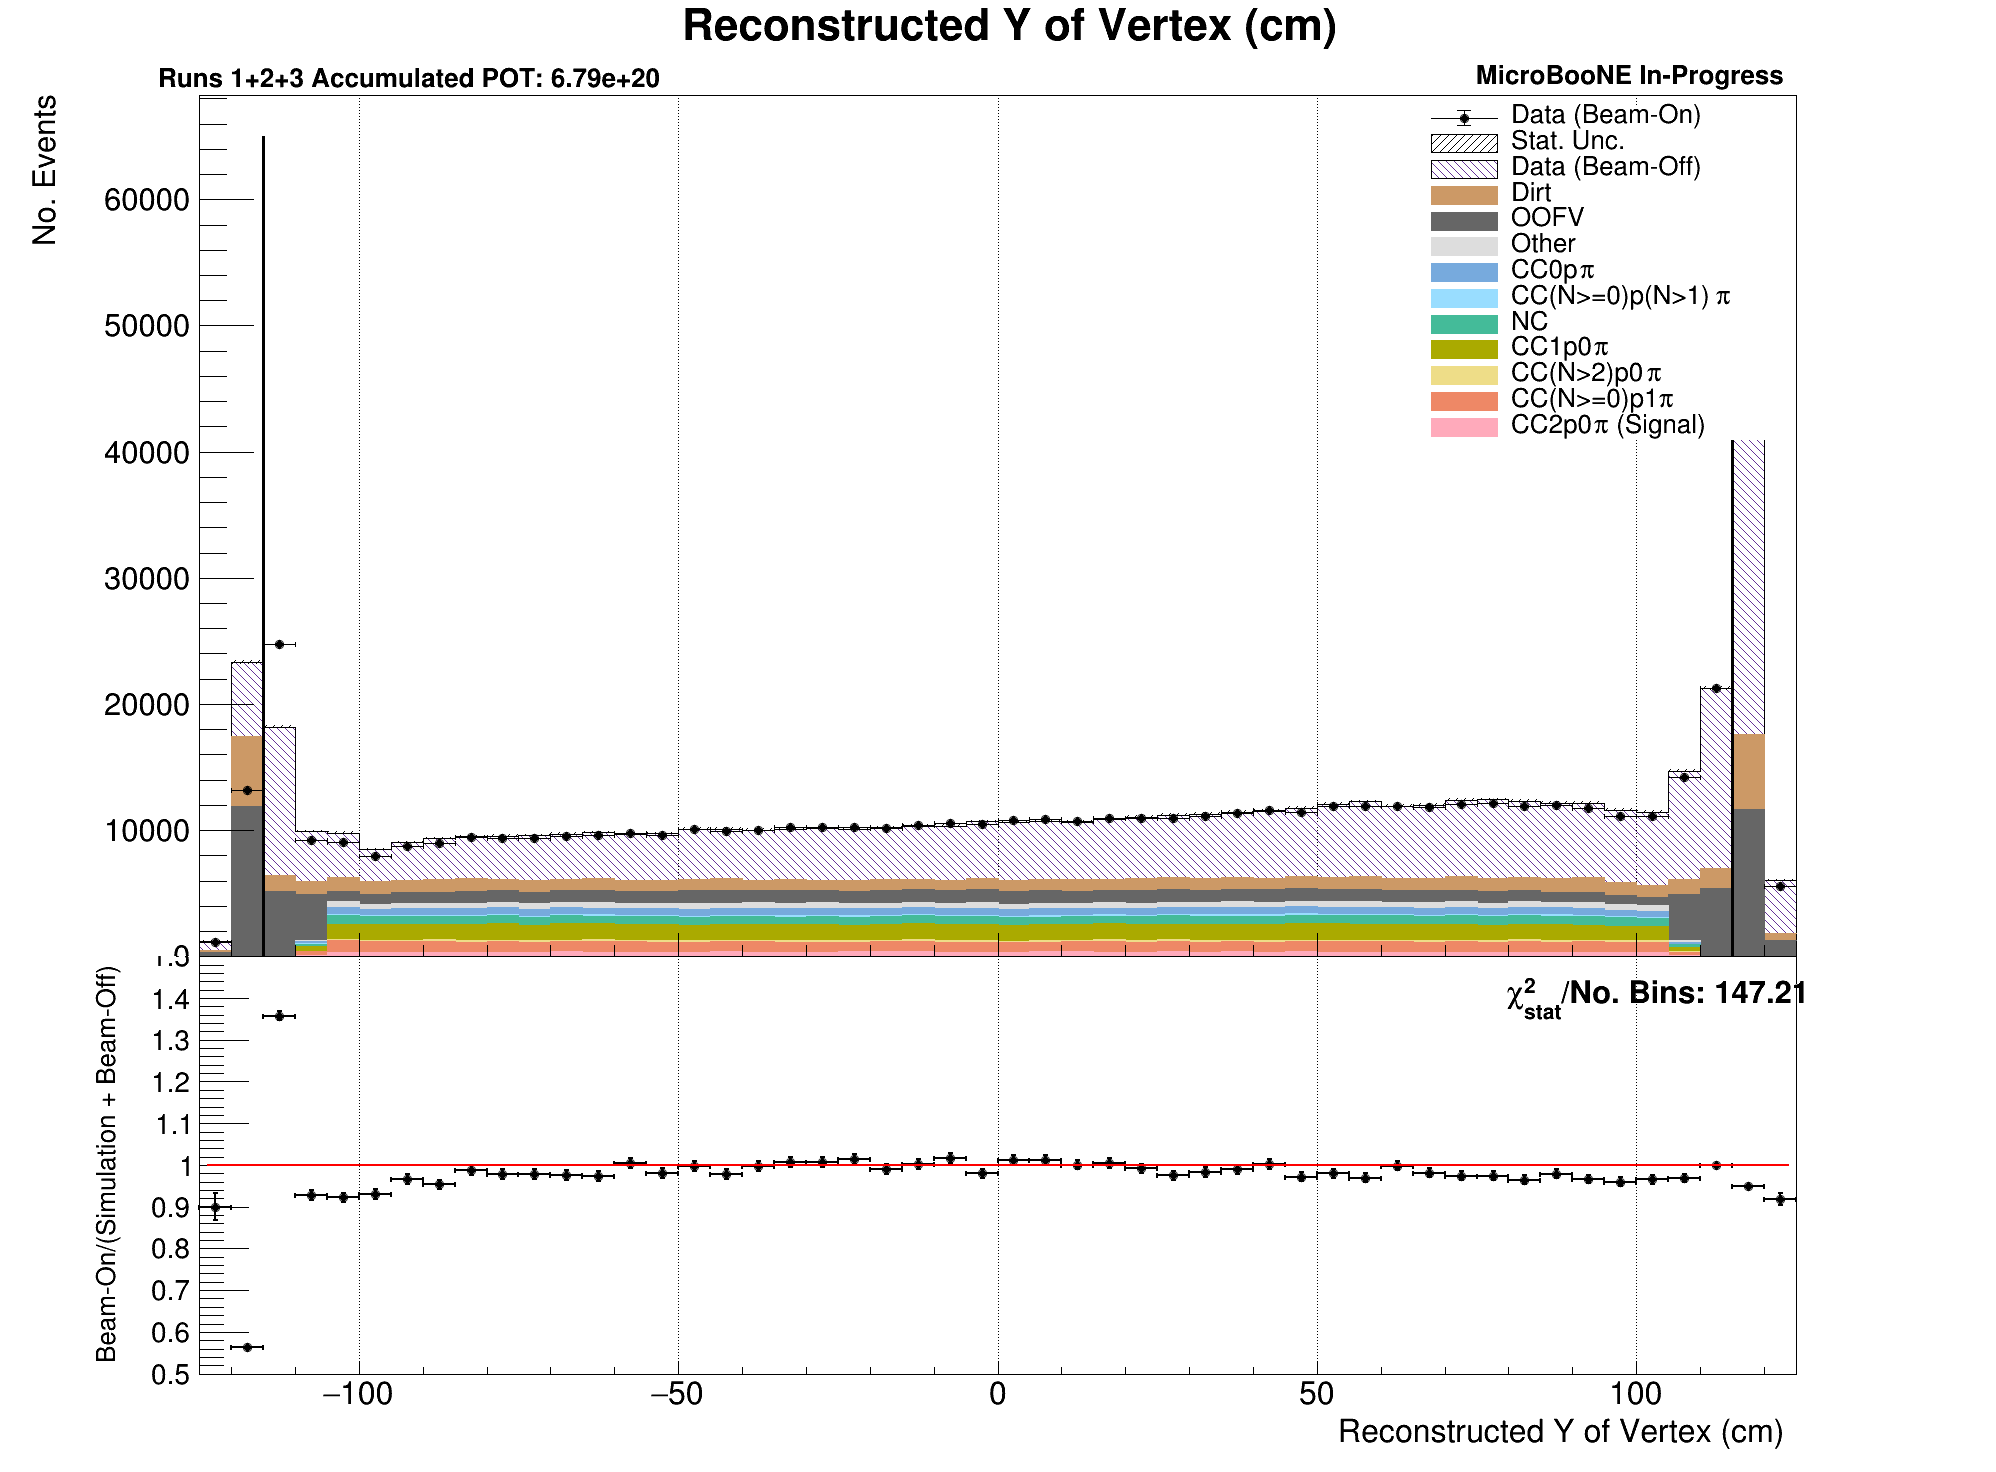 Reconstructed Y of Vertex (cm)
Runs 1+2+3 Accumulated POT: 6.79e+20
MicroBooNE In-Progress
No. Events
60000
50000
40000
30000
20000
10000
Data (Beam-On)
Stat. Unc.
Data (Beam-Off)
Dirt
OOFV
Other
CC0pπ
CC(N>=0)p(N>1) π
NC
CC1p0π
CC(N>2)p0π
CC(N>=0)p1π
CC2p0π (Signal)
Beam-On/(Simulation + Beam-Off)
χ²stat/No. Bins: 147.21
1.4
1.3
1.2
1.1
1
0.9
0.8
0.7
0.6
0.5
−100
−50
0
50
100
Reconstructed Y of Vertex (cm)